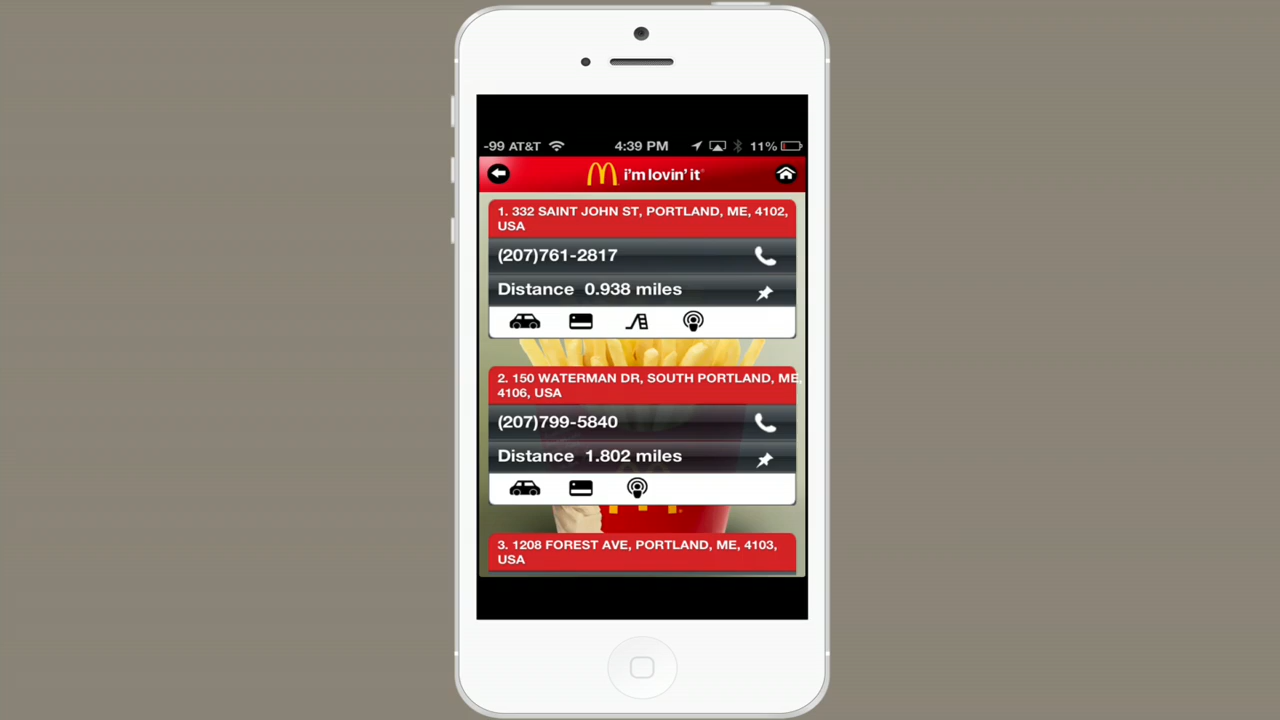 -99 AT&T 4:39 PM 11%
i'm lovin' it®
1. 332 SAINT JOHN ST, PORTLAND, ME, 4102,
USA
(207)761-2817
Distance 0.938 miles
2. 150 WATERMAN DR, SOUTH PORTLAND, ME,
4106, USA
(207)799-5840
Distance 1.802 miles
3. 1208 FOREST AVE, PORTLAND, ME, 4103,
USA